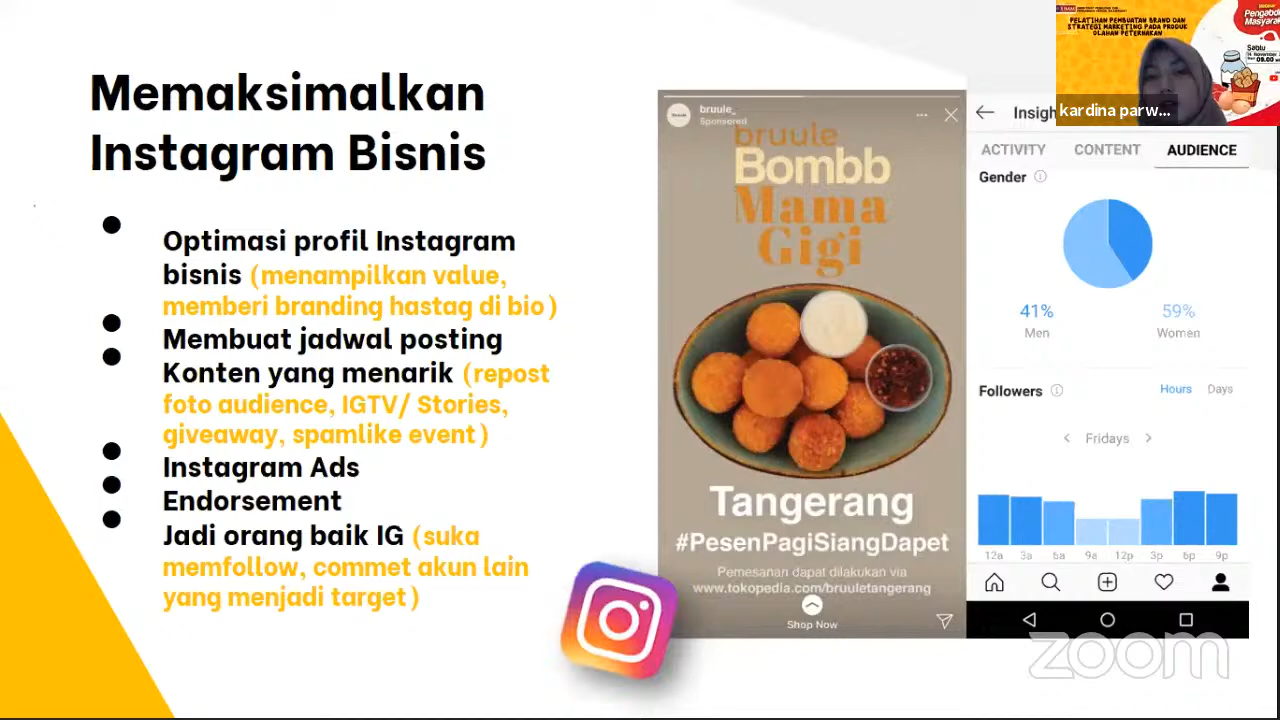 Memaksimalkan
Instagram Bisnis
Optimasi profil Instagram
bisnis (menampilkan value,
memberi branding hastag di bio)
Membuat jadwal posting
Konten yang menarik (repost
foto audience, IGTV/ Stories,
giveaway, spamlike event)
Instagram Ads
Endorsement
Jadi orang baik IG (suka
memfollow, commet akun lain
yang menjadi target)
bruule_
Sponsored
bruule
Bombb
Mama
Gigi
Tangerang
#PesenPagiSiangDapet
Pemesanan dapat dilakukan via
www.tokopedia.com/bruuletangerang
Shop Now
Insigh
ACTIVITY CONTENT AUDIENCE
Gender
41% 59%
Men Women
Followers Hours Days
Fridays
12a 3a 6a 9a 12p 3p 6p 9p
PELATIHAN PEMBUATAN BRAND DAN
STRATEGI MARKETING PADA PRODUK
OLAHAN PETERNAKAN
Pengabdi
Masyara
Sabtu
09.00
kardina parw...
zoom